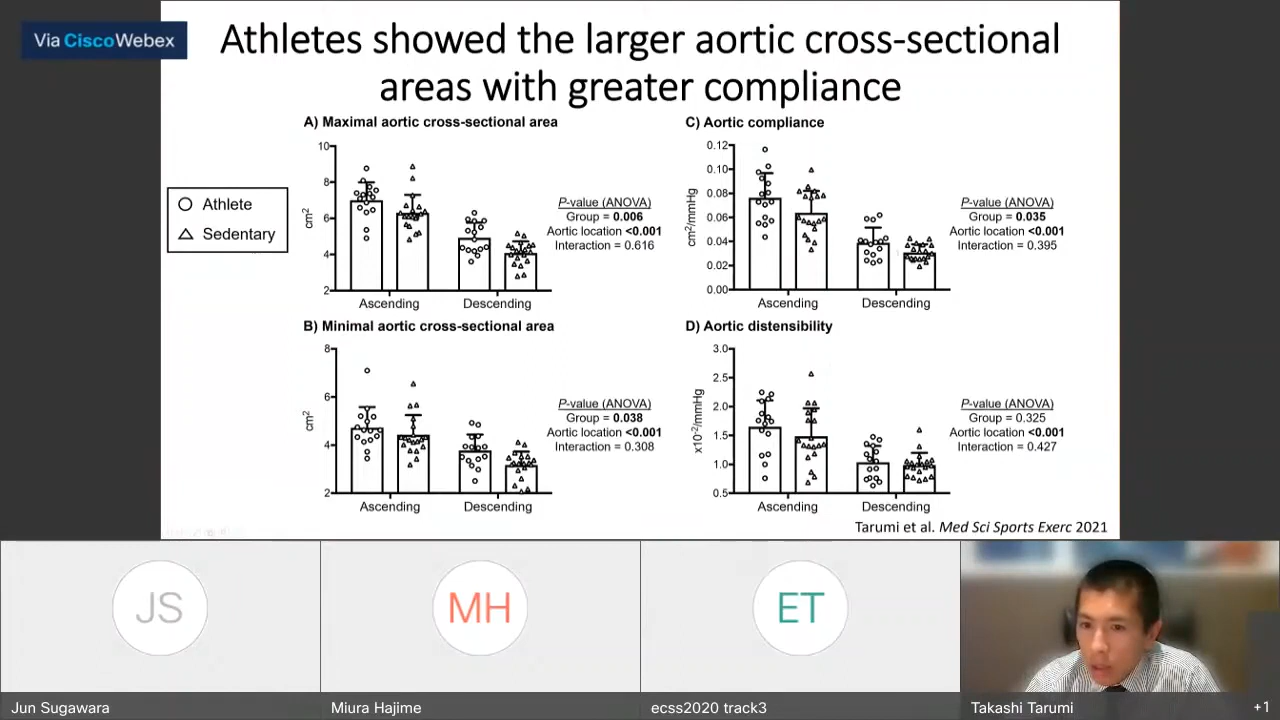 Via Cisco Webex
Athletes showed the larger aortic cross-sectional
areas with greater compliance
Athlete
Sedentary
A) Maximal aortic cross-sectional area
10
8
6
4
2
cm2
Ascending
Descending
P-value (ANOVA)
Group = 0.006
Aortic location <0.001
Interaction = 0.616
C) Aortic compliance
0.12
0.10
0.08
0.06
0.04
0.02
0.00
cm2/mmHg
Ascending
Descending
P-value (ANOVA)
Group = 0.035
Aortic location <0.001
Interaction = 0.395
B) Minimal aortic cross-sectional area
8
6
4
2
cm2
Ascending
Descending
P-value (ANOVA)
Group = 0.038
Aortic location <0.001
Interaction = 0.308
D) Aortic distensibility
3.0
2.5
2.0
1.5
1.0
0.5
x10-2/mmHg
Ascending
Descending
P-value (ANOVA)
Group = 0.325
Aortic location <0.001
Interaction = 0.427
Tarumi et al. Med Sci Sports Exerc 2021
JS
MH
ET
Jun Sugawara
Miura Hajime
ecss2020 track3
Takashi Tarumi
+1